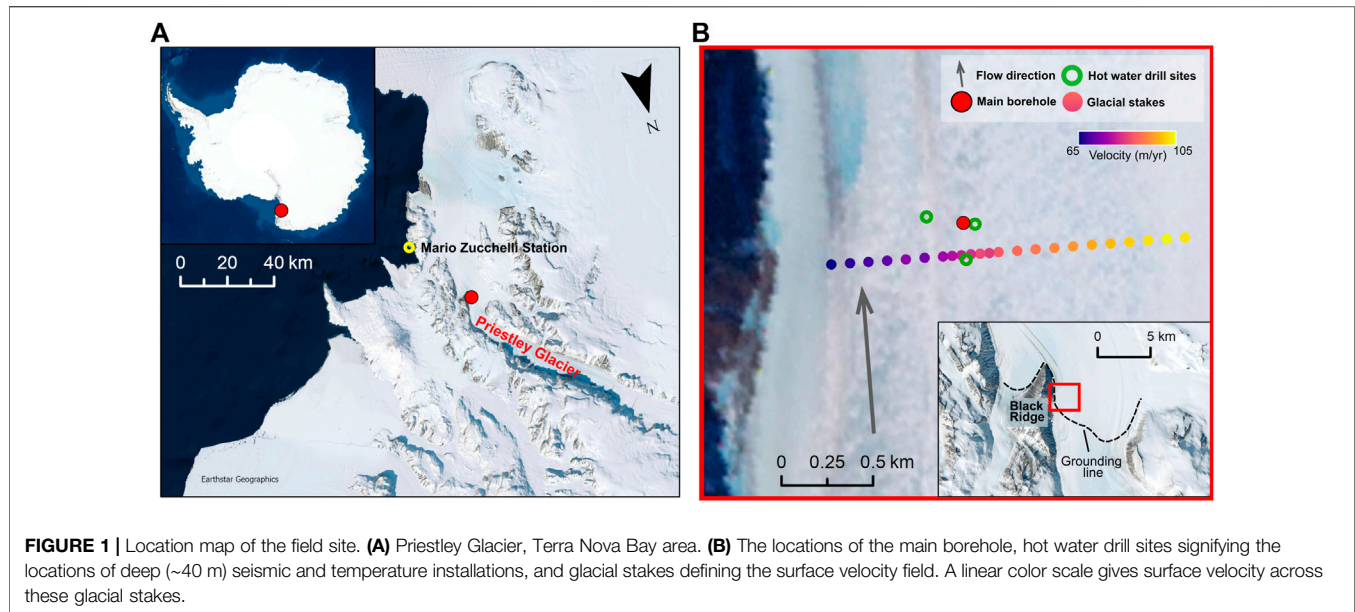 A
N
0 20 40 km
Mario Zucchelli Station
Priestley Glacier
Earthstar Geographics
B
Flow direction
Hot water drill sites
Main borehole
Glacial stakes
65 Velocity (m/yr) 105
0 0.25 0.5 km
0 5 km
Black
Ridge
Grounding
line
FIGURE 1 | Location map of the field site. (A) Priestley Glacier, Terra Nova Bay area. (B) The locations of the main borehole, hot water drill sites signifying the
locations of deep (~40 m) seismic and temperature installations, and glacial stakes defining the surface velocity field. A linear color scale gives surface velocity across
these glacial stakes.